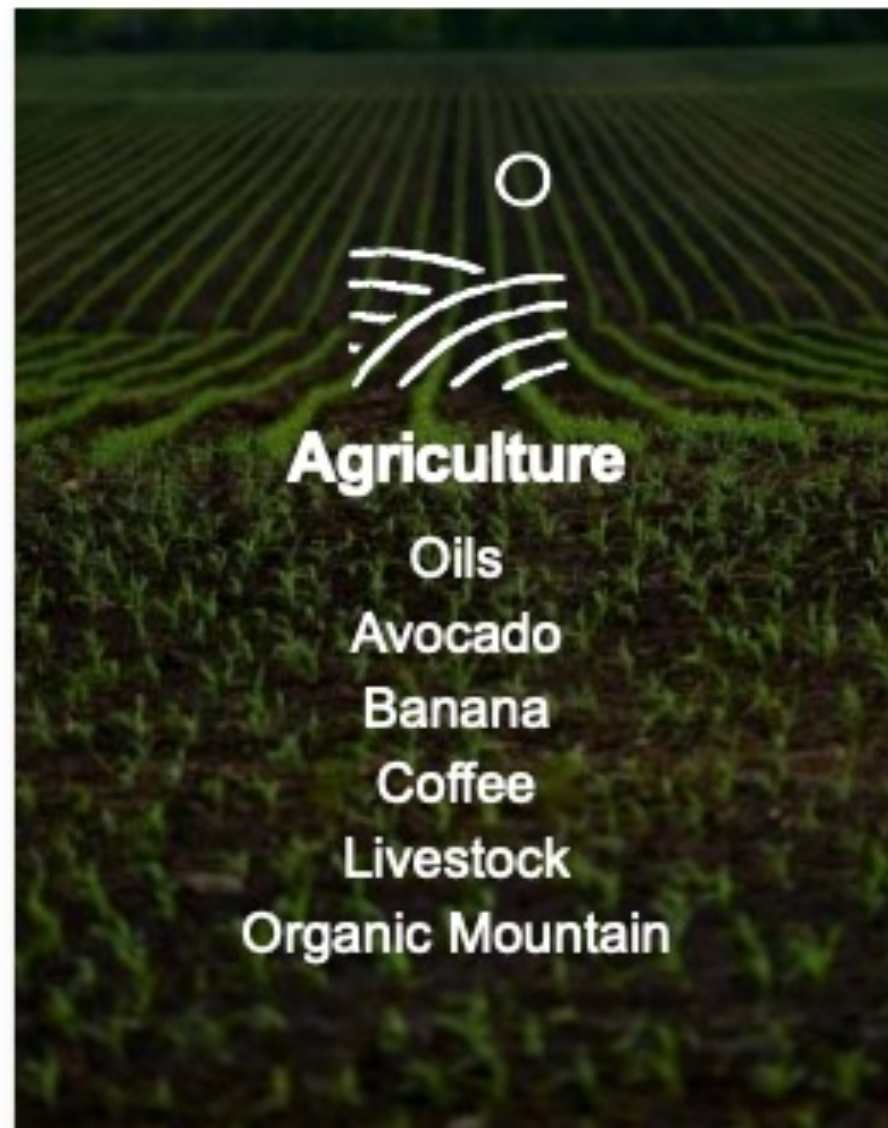 Agriculture
Oils
Avocado
Banana
Coffee
Livestock
Organic Mountain